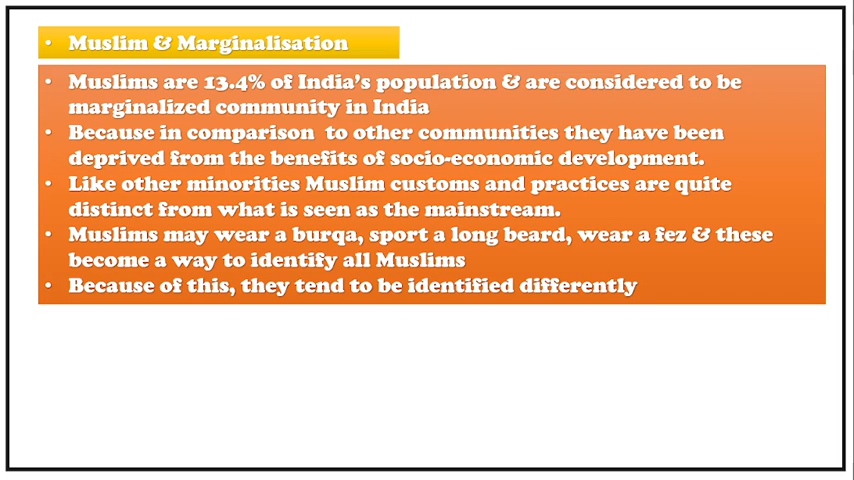 • Muslim & Marginalisation
• Muslims are 13.4% of India's population & are considered to be
marginalized community in India
• Because in comparison to other communities they have been
deprived from the benefits of socio-economic development.
• Like other minorities Muslim customs and practices are quite
distinct from what is seen as the mainstream.
• Muslims may wear a burqa, sport a long beard, wear a fez & these
become a way to identify all Muslims
• Because of this, they tend to be identified differently